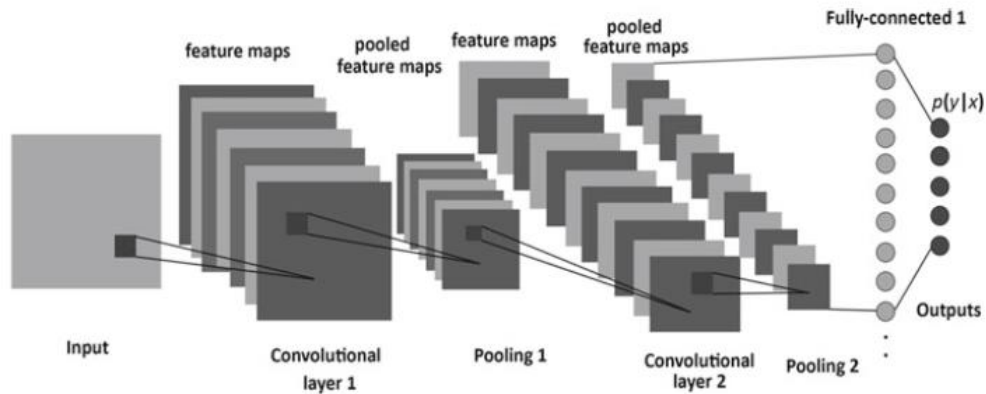 Fully-connected 1
feature maps
pooled
feature maps
feature maps
pooled
feature maps
p(y|x)
Input
Convolutional
layer 1
Pooling 1
Convolutional
layer 2
Pooling 2
Outputs